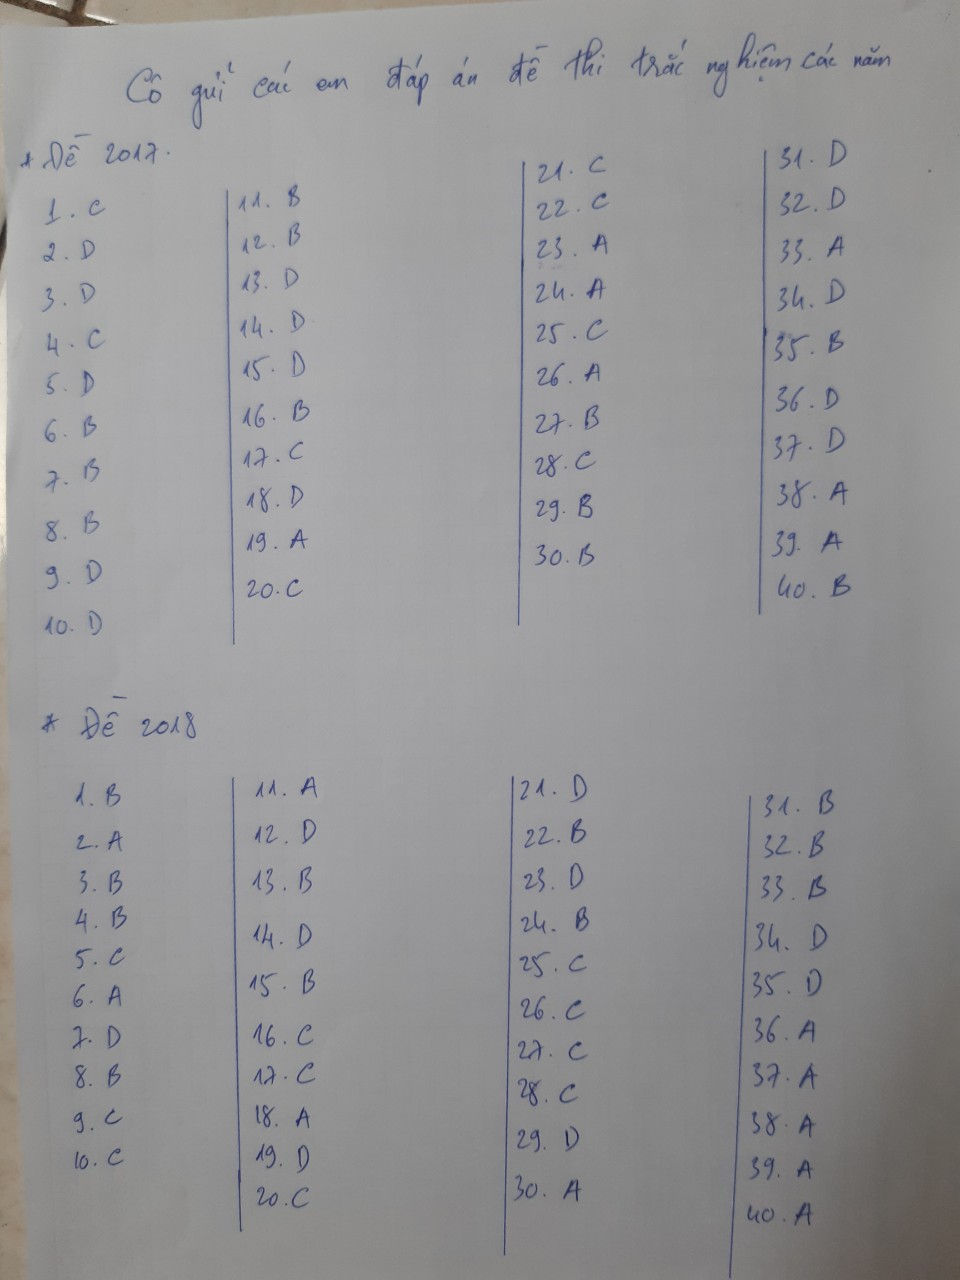 Cô gửi các em đáp án đề thi trắc nghiệm các năm
* Đề 2017.
1. C
2. D
3. D
4. C
5. D
6. B
7. B
8. B
9. D
10. D
11. B
12. B
13. D
14. D
15. D
16. B
17. C
18. D
19. A
20. C
21. C
22. C
23. A
24. A
25. C
26. A
27. B
28. C
29. B
30. B
31. D
32. D
33. A
34. D
35. B
36. D
37. D
38. A
39. A
40. B
* Đề 2018
1. B
2. A
3. B
4. B
5. C
6. A
7. D
8. B
9. C
10. C
11. A
12. D
13. B
14. D
15. B
16. C
17. C
18. A
19. D
20. C
21. D
22. B
23. D
24. B
25. C
26. C
27. C
28. C
29. D
30. A
31. B
32. B
33. B
34. D
35. D
36. A
37. A
38. A
39. A
40. A